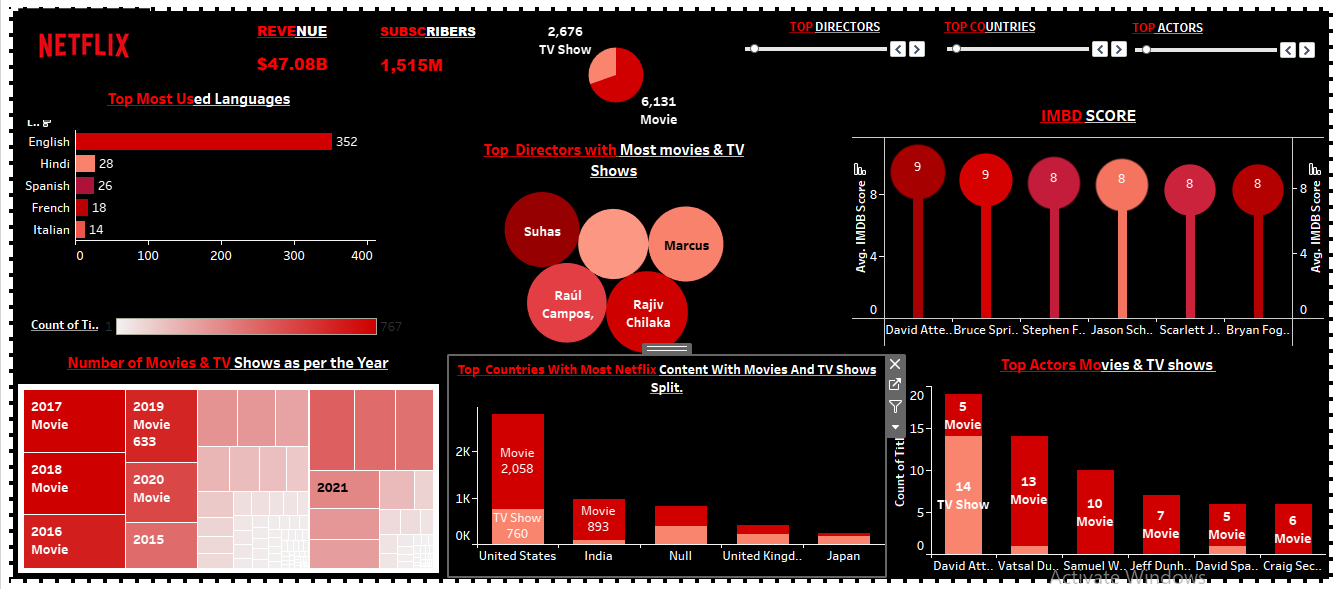 NETFLIX
REVENUE
$47.08B
SUBSCRIBERS
1,515M
2,676
TV Show
6,131
Movie
TOP DIRECTORS
TOP COUNTRIES
TOP ACTORS
Top Most Used Languages
L..
English 352
Hindi 28
Spanish 26
French 18
Italian 14
0 100 200 300 400
Count of Ti.. 1 767
Top Directors with Most movies & TV
Shows
Suhas
Marcus
Raúl
Campos,
Rajiv
Chilaka
IMBD SCORE
Avg. IMDB Score
8
4
0
9
9
8
8
8
8
8
4
0
Avg. IMDB Score
David Atte.. Bruce Spri.. Stephen F.. Jason Sch.. Scarlett J.. Bryan Fog..
Number of Movies & TV Shows as per the Year
2017
Movie
2018
Movie
2016
Movie
2019
Movie
633
2020
Movie
2015
2021
Top Countries With Most Netflix Content With Movies And TV Shows
Split.
2K
1K
0K
Movie
2,058
TV Show
760
Movie
893
United States India Null United Kingd.. Japan
Top Actors Movies & TV shows
Count of Titl
20
15
10
5
0
5
Movie
14
TV Show
13
Movie
10
Movie
7
Movie
5
Movie
6
Movie
David Att.. Vatsal Du.. Samuel W.. Jeff Dunh.. David Spa.. Craig Sec..
Activate Windows